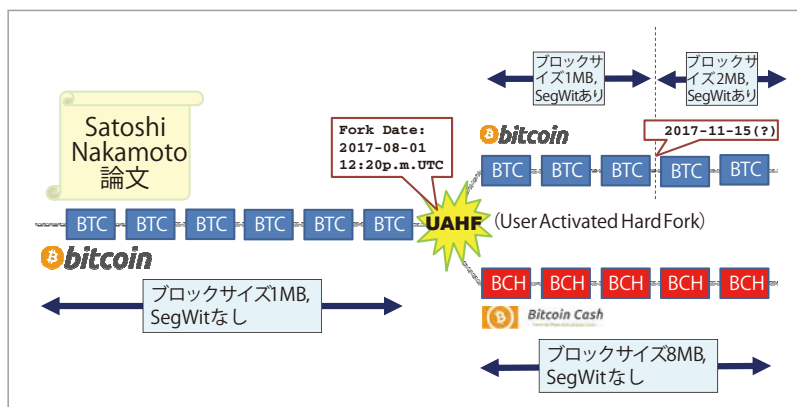 ブロックサ
イズ1MB,
SegWitあり
ブロックサ
イズ2MB,
SegWitあり
Satoshi
Nakamoto
論文
Fork Date:
2017-08-01
12:20p.m.UTC
bitcoin
2017-11-15(?)
BTC BTC BTC BTC BTC
BTC BTC BTC BTC BTC BTC
UAHF
(User Activated Hard Fork)
bitcoin
ブロックサイズ1MB,
SegWitなし
BCH BCH BCH BCH BCH
Bitcoin Cash
ブロックサイズ8MB,
SegWitなし